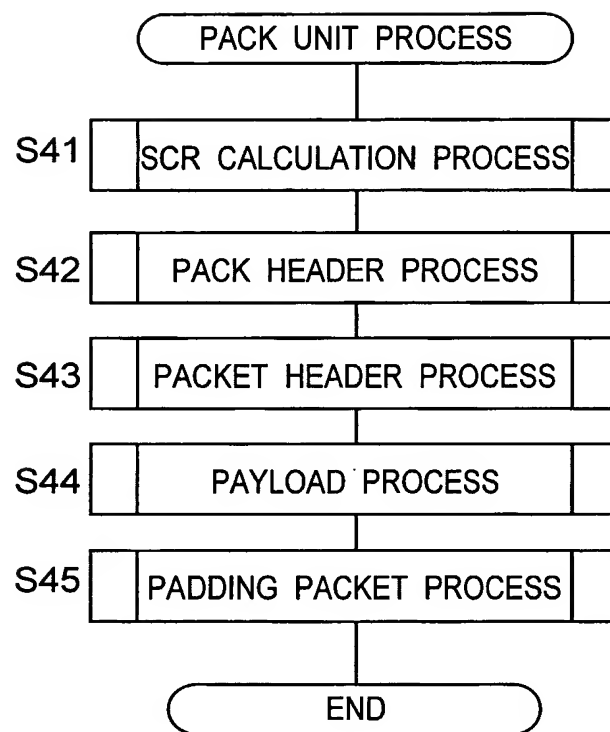 PACK UNIT PROCESS
S41 SCR CALCULATION PROCESS
S42 PACK HEADER PROCESS
S43 PACKET HEADER PROCESS
S44 PAYLOAD PROCESS
S45 PADDING PACKET PROCESS
END